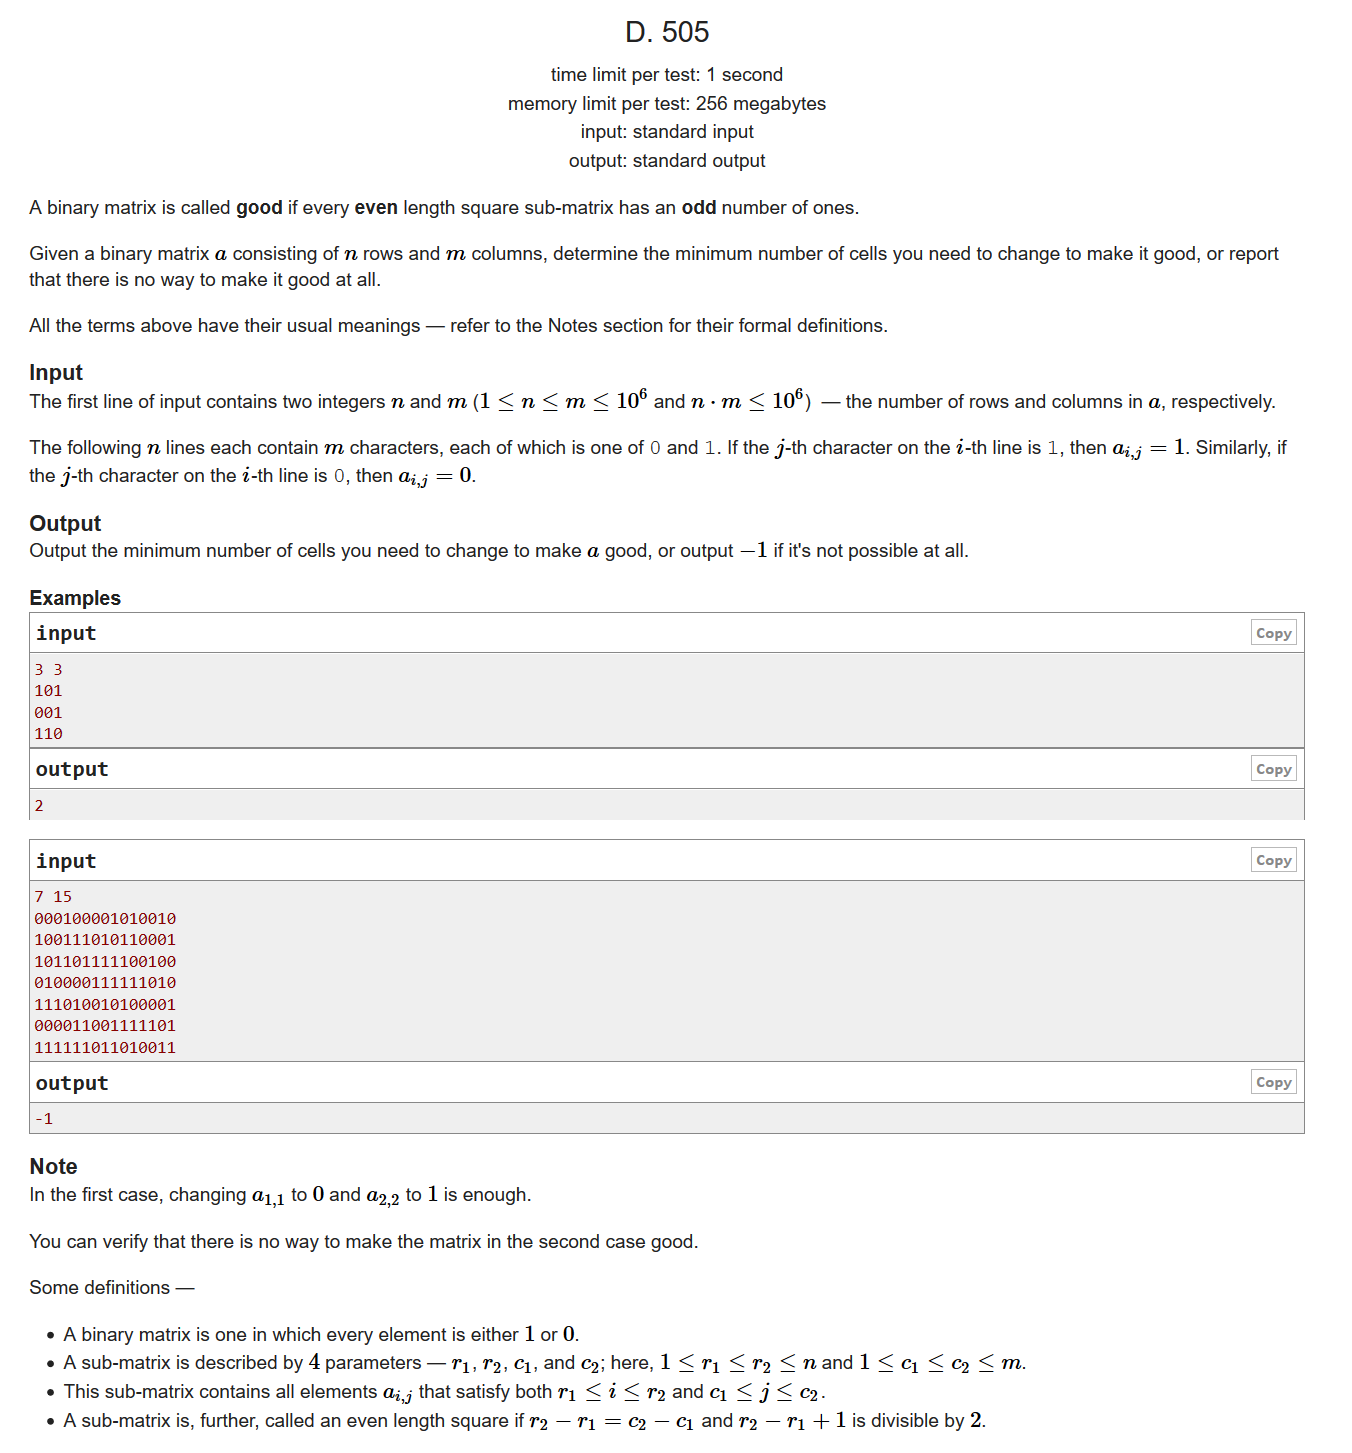 D. 505
time limit per test: 1 second
memory limit per test: 256 megabytes
input: standard input
output: standard output
A binary matrix is called good if every even length square sub-matrix has an odd number of ones.
Given a binary matrix a consisting of n rows and m columns, determine the minimum number of cells you need to change to make it good, or report
that there is no way to make it good at all.
All the terms above have their usual meanings — refer to the Notes section for their formal definitions.
Input
The first line of input contains two integers n and m (1 ≤ n ≤ m ≤ 10^6 and n · m ≤ 10^6) — the number of rows and columns in a, respectively.
The following n lines each contain m characters, each of which is one of 0 and 1. If the j-th character on the i-th line is 1, then a_{i,j} = 1. Similarly, if
the j-th character on the i-th line is 0, then a_{i,j} = 0.
Output
Output the minimum number of cells you need to change to make a good, or output −1 if it's not possible at all.
Examples
input
Copy
3 3
101
001
110
output
Copy
2
input
Copy
7 15
000100001010010
100111010110001
101101111100100
010000111111010
111010010100001
000011001111101
111111011010011
output
Copy
-1
Note
In the first case, changing a_{1,1} to 0 and a_{2,2} to 1 is enough.
You can verify that there is no way to make the matrix in the second case good.
Some definitions —
• A binary matrix is one in which every element is either 1 or 0.
• A sub-matrix is described by 4 parameters — r_1, r_2, c_1, and c_2; here, 1 ≤ r_1 ≤ r_2 ≤ n and 1 ≤ c_1 ≤ c_2 ≤ m.
• This sub-matrix contains all elements a_{i,j} that satisfy both r_1 ≤ i ≤ r_2 and c_1 ≤ j ≤ c_2.
• A sub-matrix is, further, called an even length square if r_2 − r_1 = c_2 − c_1 and r_2 − r_1 + 1 is divisible by 2.